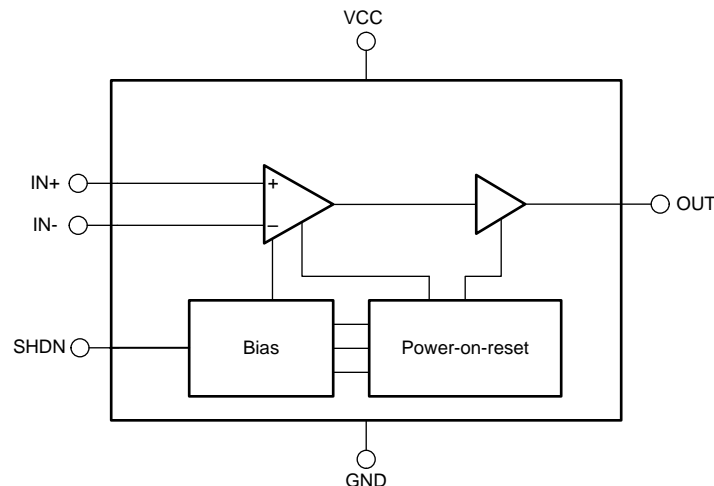 VCC
IN+
+
IN-
−
OUT
SHDN
Bias
Power-on-reset
GND